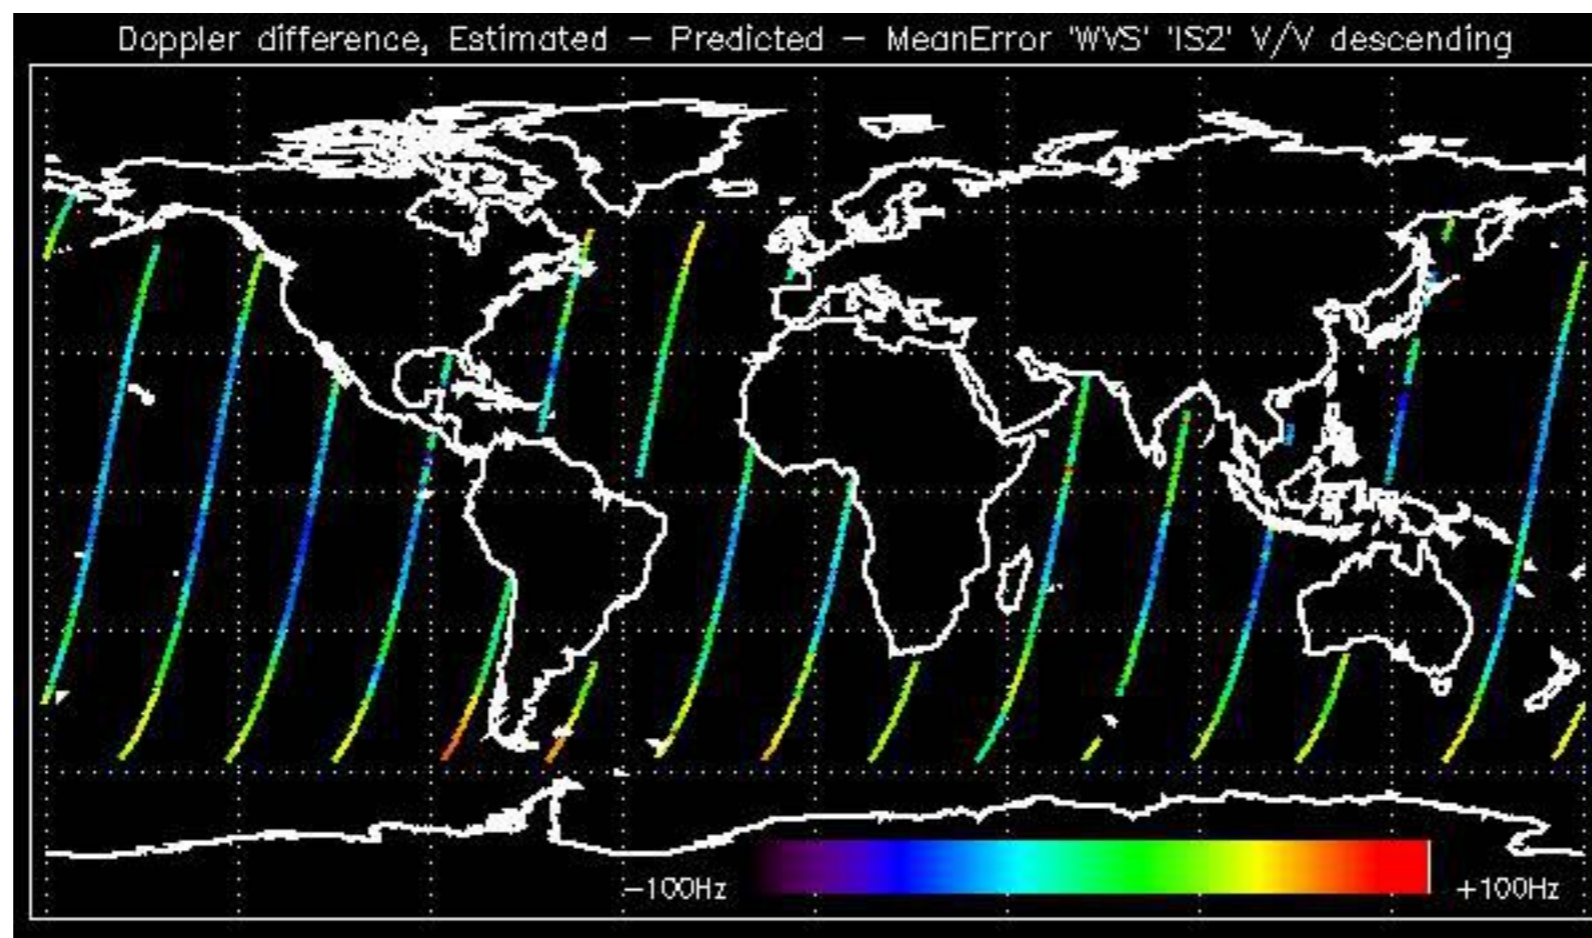 Doppler difference, Estimated – Predicted – MeanError 'WVS' 'IS2' V/V descending
−100Hz
+100Hz